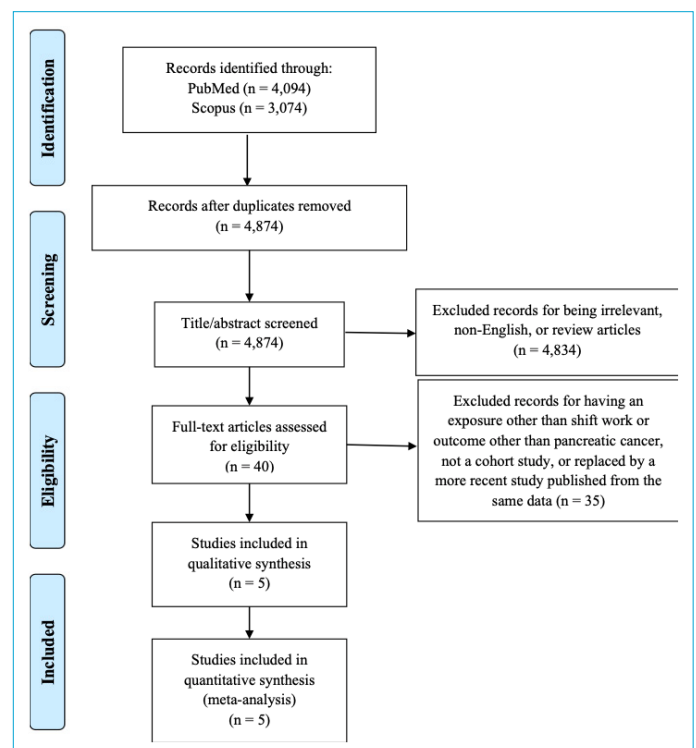 Identification
Records identified through:
PubMed (n = 4,094)
Scopus (n = 3,074)
Records after duplicates removed
(n = 4,874)
Screening
Title/abstract screened
(n = 4,874)
Excluded records for being irrelevant,
non-English, or review articles
(n = 4,834)
Eligibility
Full-text articles assessed
for eligibility
(n = 40)
Excluded records for having an
exposure other than shift work or
outcome other than pancreatic cancer,
not a cohort study, or replaced by a
more recent study published from the
same data (n = 35)
Studies included in
qualitative synthesis
(n = 5)
Included
Studies included in
quantitative synthesis
(meta-analysis)
(n = 5)